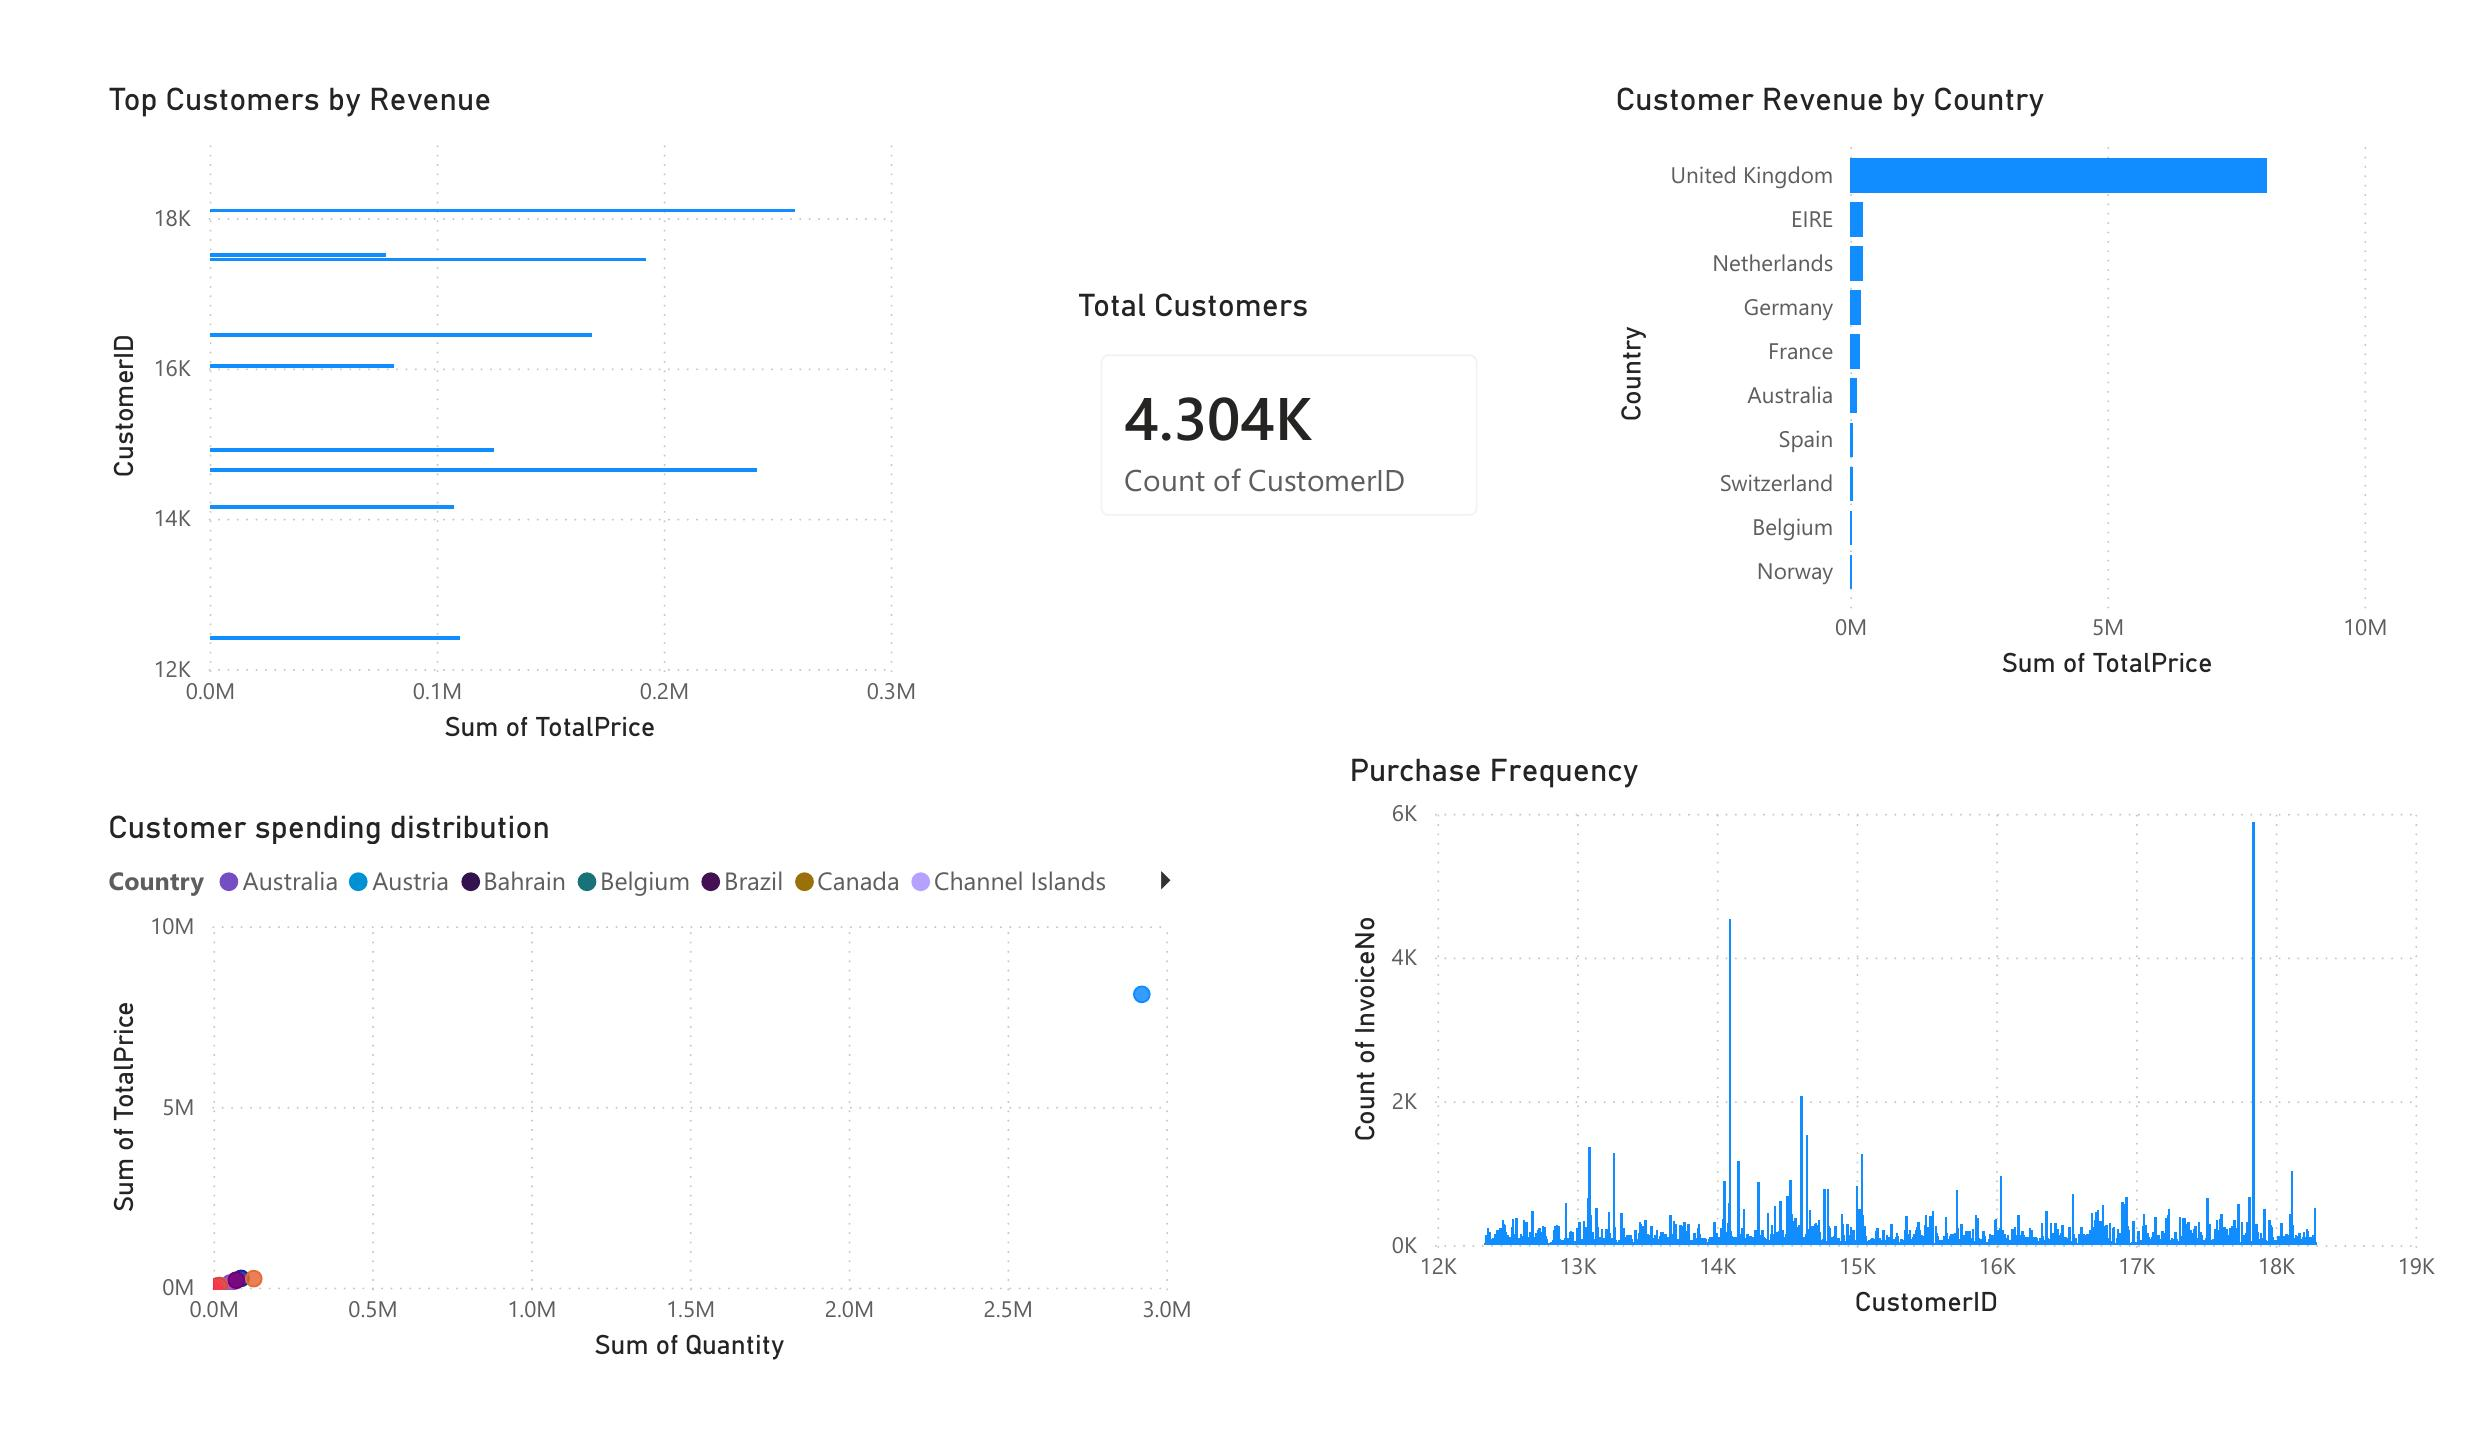 Top Customers by Revenue
CustomerID
18K
16K
14K
12K
0.0M 0.1M 0.2M 0.3M
Sum of TotalPrice
Total Customers
4.304K
Count of CustomerID
Customer Revenue by Country
Country
United Kingdom
EIRE
Netherlands
Germany
France
Australia
Spain
Switzerland
Belgium
Norway
0M 5M 10M
Sum of TotalPrice
Customer spending distribution
Country Australia Austria Bahrain Belgium Brazil Canada Channel Islands
Sum of TotalPrice
10M
5M
0M
0.0M 0.5M 1.0M 1.5M 2.0M 2.5M 3.0M
Sum of Quantity
Purchase Frequency
Count of InvoiceNo
6K
4K
2K
0K
12K 13K 14K 15K 16K 17K 18K 19K
CustomerID